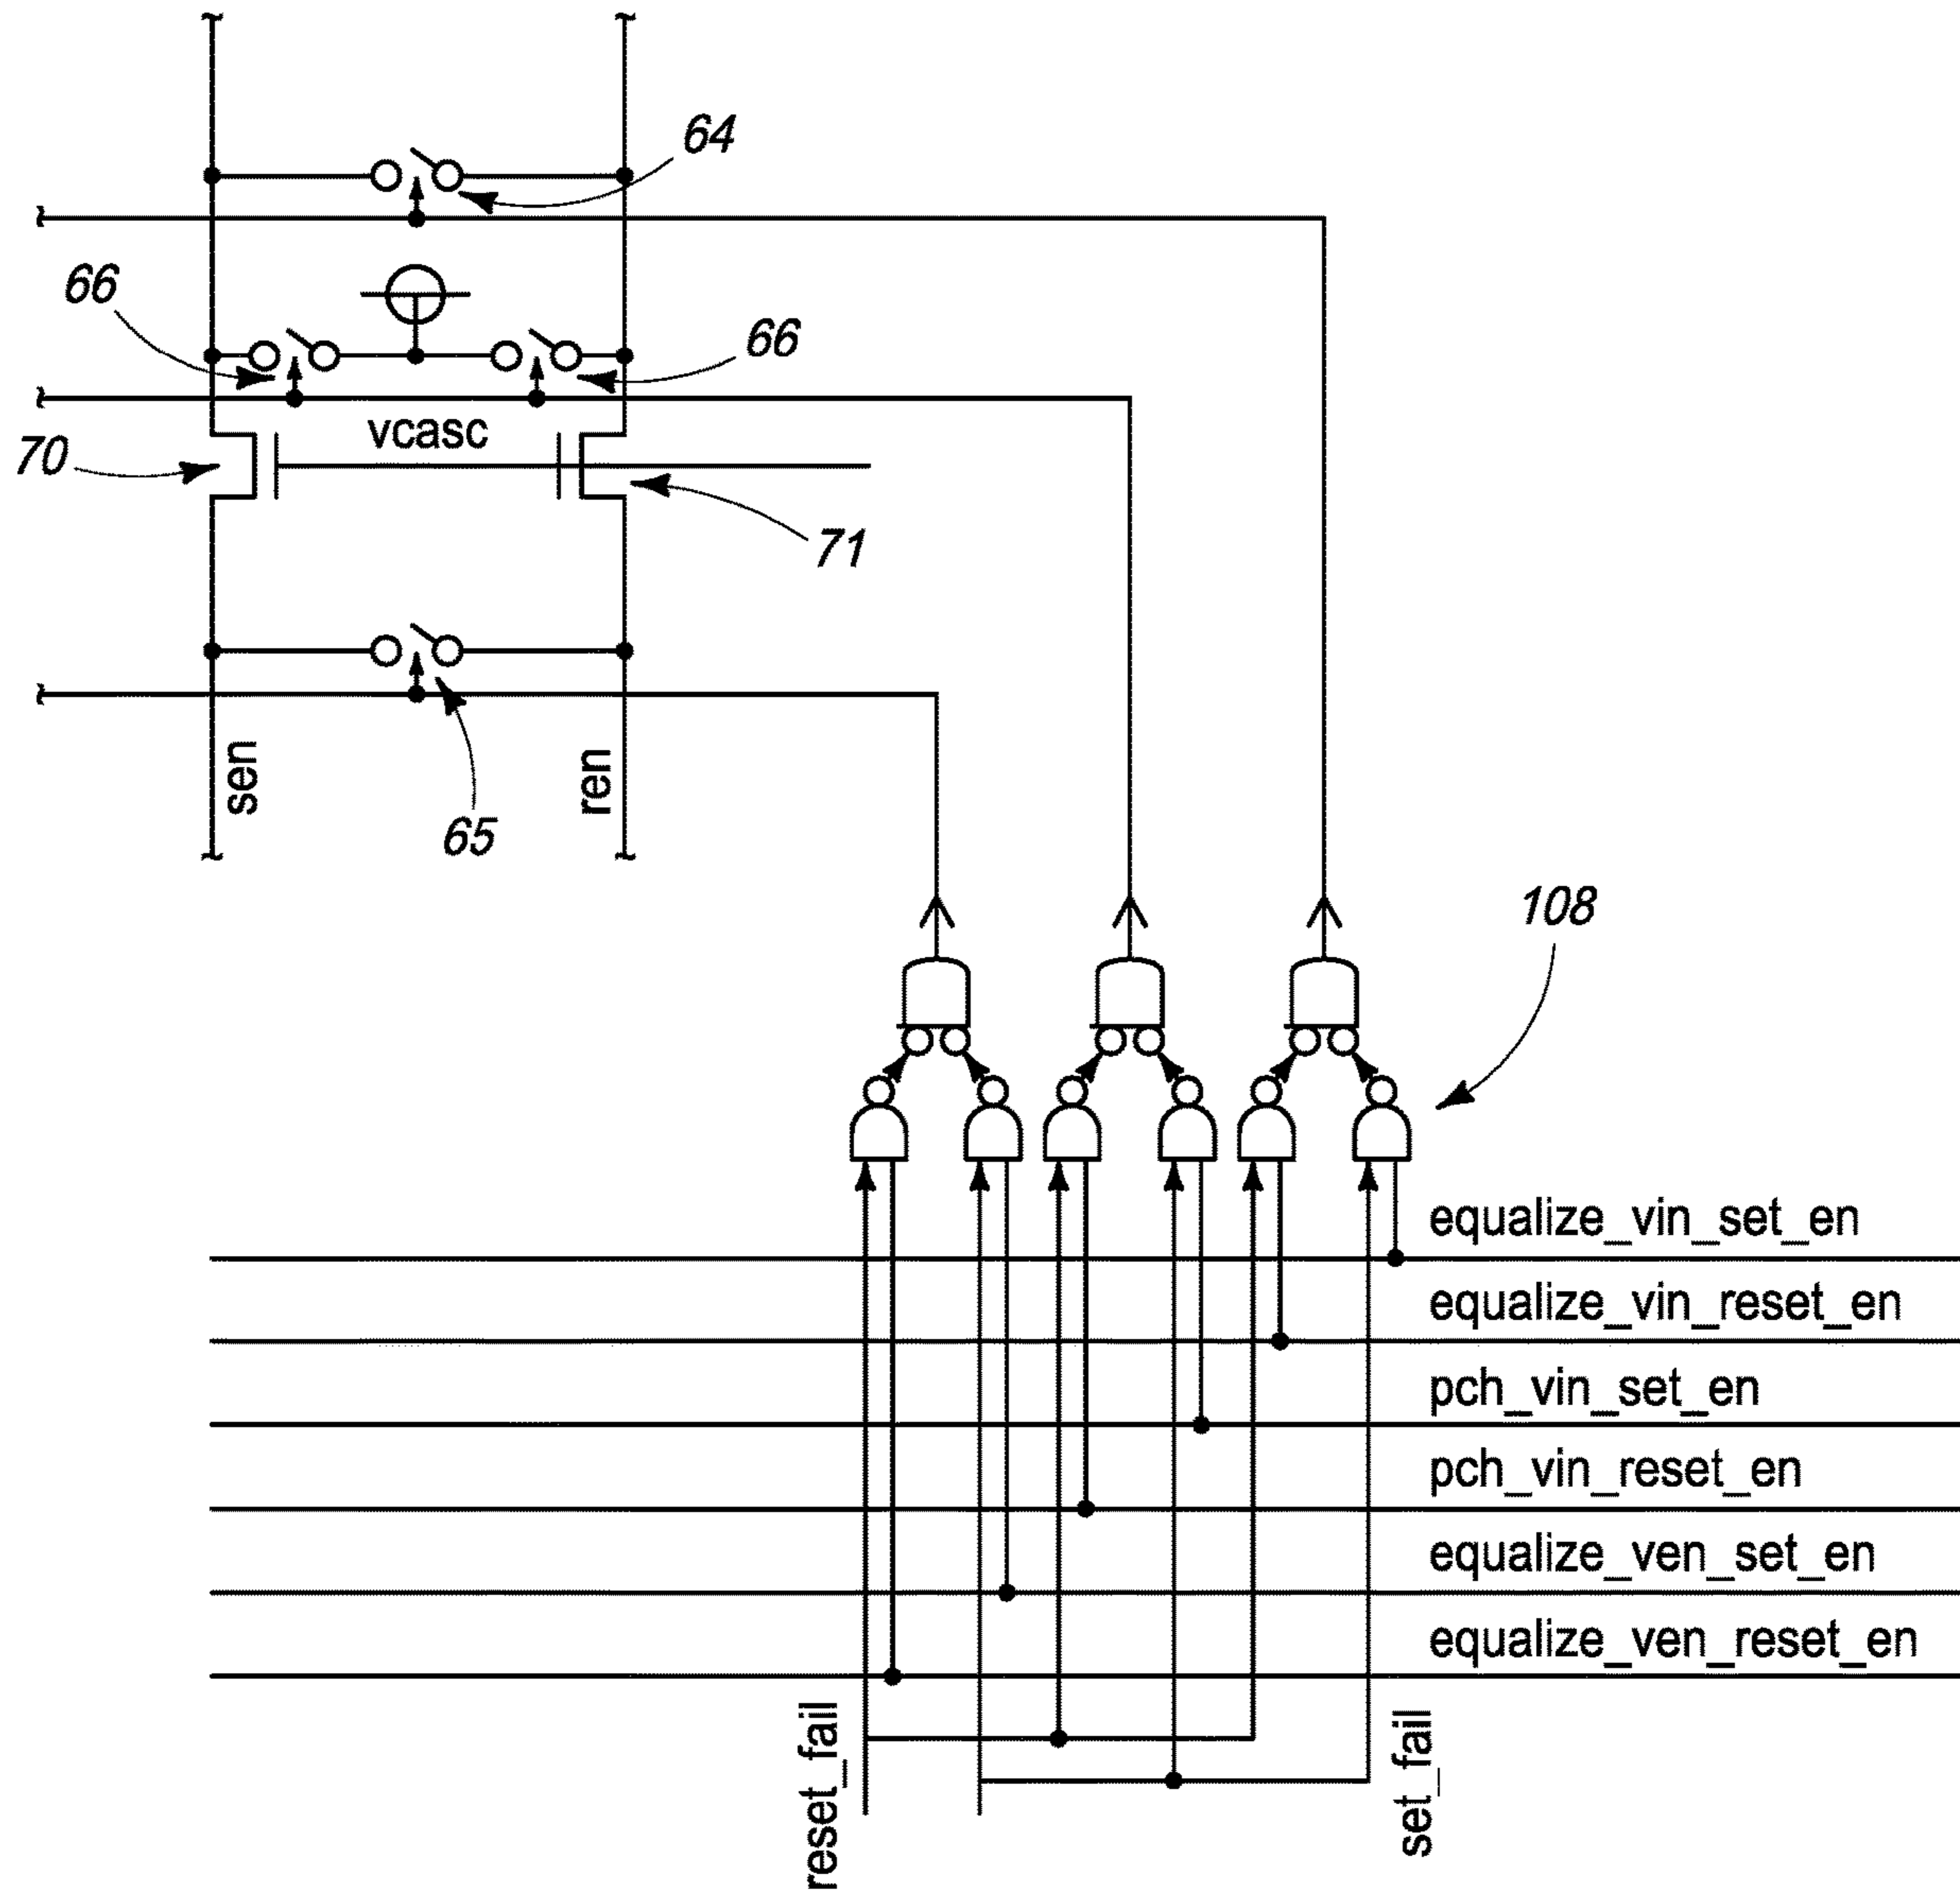 64
66
66
vcasc
70
71
sen
ren
65
108
equalize_vin_set_en
equalize_vin_reset_en
pch_vin_set_en
pch_vin_reset_en
equalize_ven_set_en
equalize_ven_reset_en
reset_fail
set_fail